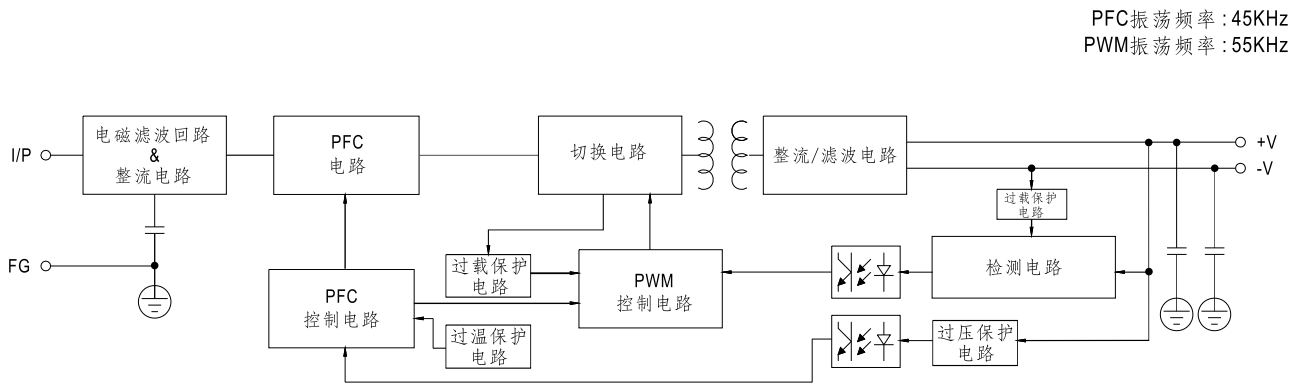 PFC振荡频率 : 45KHz
PWM振荡频率 : 55KHz
I/P
电磁滤波回路
&
整流电路
PFC
电路
切换电路
整流/滤波电路
+V
-V
过载保护
电路
FG
PFC
控制电路
过载保护
电路
过温保护
电路
PWM
控制电路
检测电路
过压保护
电路